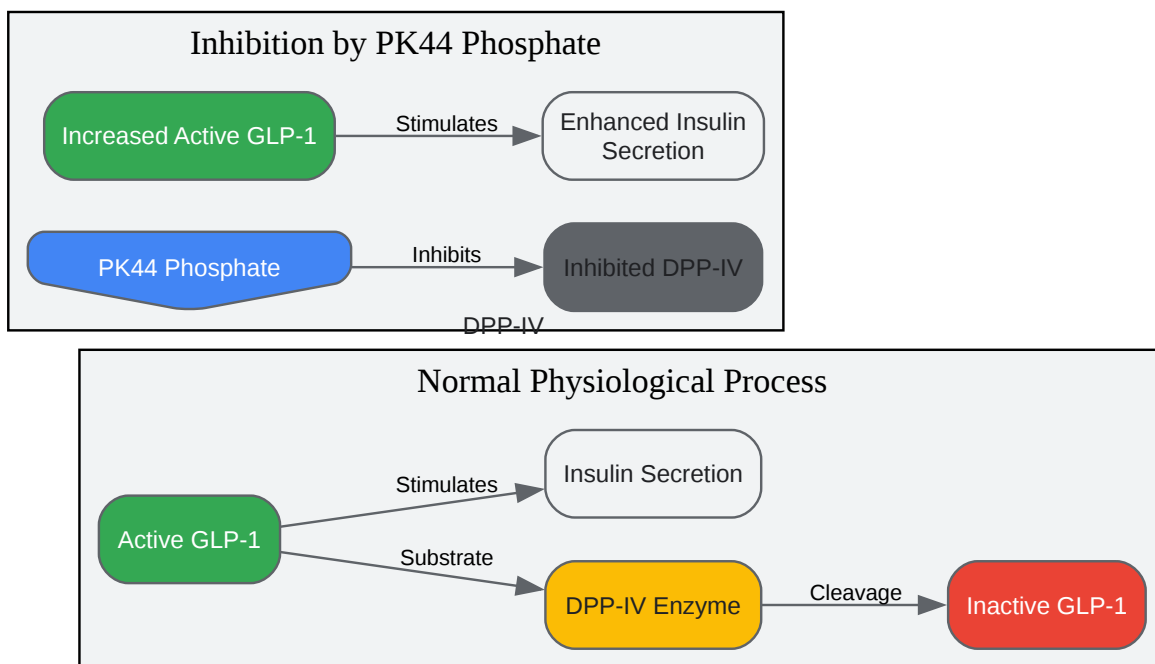 Inhibition by PK44 Phosphate
Increased Active GLP-1
Stimulates
Enhanced Insulin
Secretion
PK44 Phosphate
Inhibits
Inhibited DPP-IV
DPP-IV
Normal Physiological Process
Active GLP-1
Stimulates
Insulin Secretion
Substrate
DPP-IV Enzyme
Cleavage
Inactive GLP-1